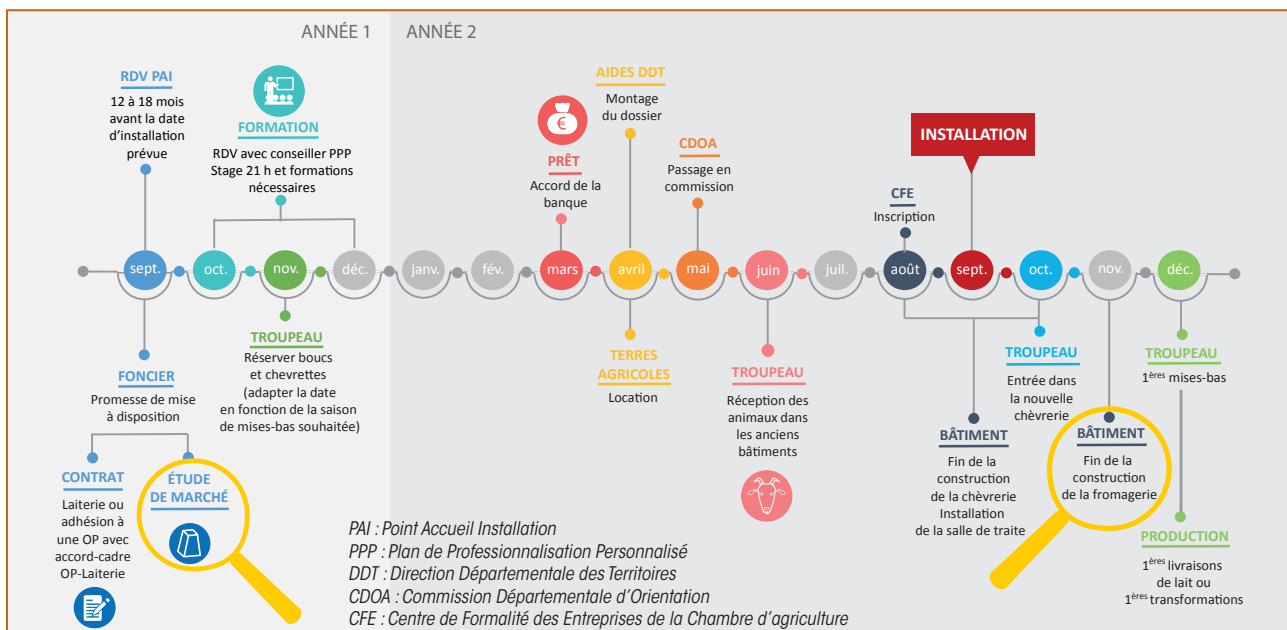 ANNÉE 1
ANNÉE 2
RDV PAI
12 à 18 mois
avant la date
d'installation
prévue
FORMATION
RDV avec conseiller PPP
Stage 21 h et formations
nécessaires
€
PRÊT
Accord de la
banque
AIDES DDT
Montage
du dossier
CDOA
Passage en
commission
CFE
Inscription
INSTALLATION
sept.
oct.
nov.
déc.
janv.
fév.
mars
avril
mai
juin
juil.
août
sept.
oct.
nov.
déc.
FONCIER
Promesse de mise
à disposition
CONTRAT
Laiterie ou
adhésion à
une OP avec
accord-cadre
OP-Laiterie
ÉTUDE
DE MARCHÉ
TROUPEAU
Réserver boucs
et chevrettes
(adapter la date
en fonction de la saison
de mises-bas souhaitée)
TERRES
AGRICOLES
Location
TROUPEAU
Réception des
animaux dans
les anciens
bâtiments
BÂTIMENT
Fin de la
construction
de la chèvrerie
Installation
de la salle de traite
TROUPEAU
Entrée dans
la nouvelle
chèvrerie
BÂTIMENT
Fin de la
construction
de la fromagerie
TROUPEAU
1ères mises-bas
PRODUCTION
1ères livraisons
de lait ou
1ères transformations
PAI : Point Accueil Installation
PPP : Plan de Professionnalisation Personnalisé
DDT : Direction Départementale des Territoires
CDOA : Commission Départementale d'Orientation
CFE : Centre de Formalité des Entreprises de la Chambre d'agriculture